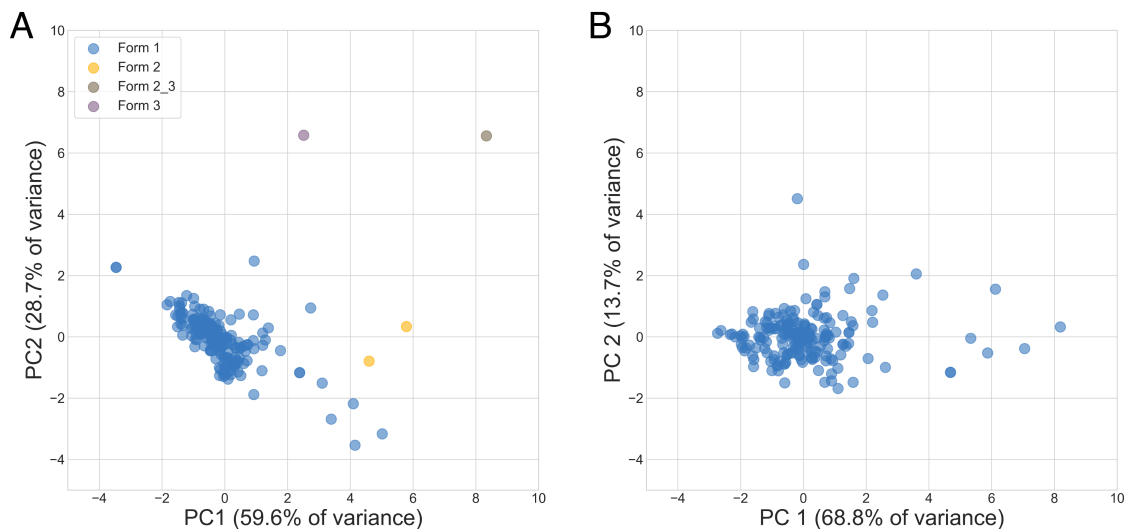 A
10
8
6
4
2
0
−2
−4
−4 −2 0 2 4 6 8 10
PC2 (28.7% of variance)
PC1 (59.6% of variance)
Form 1
Form 2
Form 2_3
Form 3
B
10
8
6
4
2
0
−2
−4
−4 −2 0 2 4 6 8 10
PC 2 (13.7% of variance)
PC 1 (68.8% of variance)